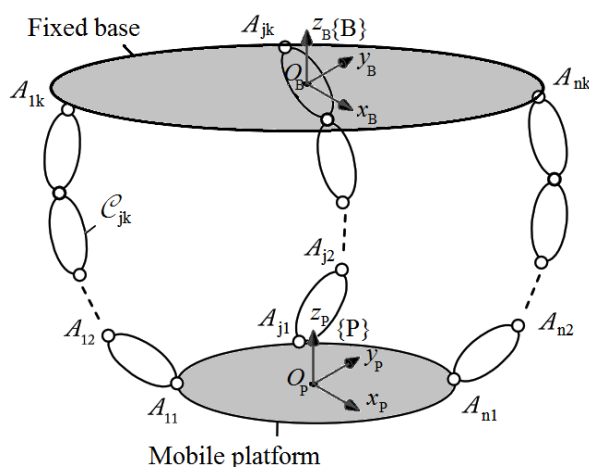 Fixed base
A_jk
z_B{B}
y_B
O_B
x_B
A_1k
A_nk
𝒞_jk
A_j2
A_j1
z_P
{P}
A_12
A_n2
y_P
O_P
x_P
A_11
A_n1
Mobile platform